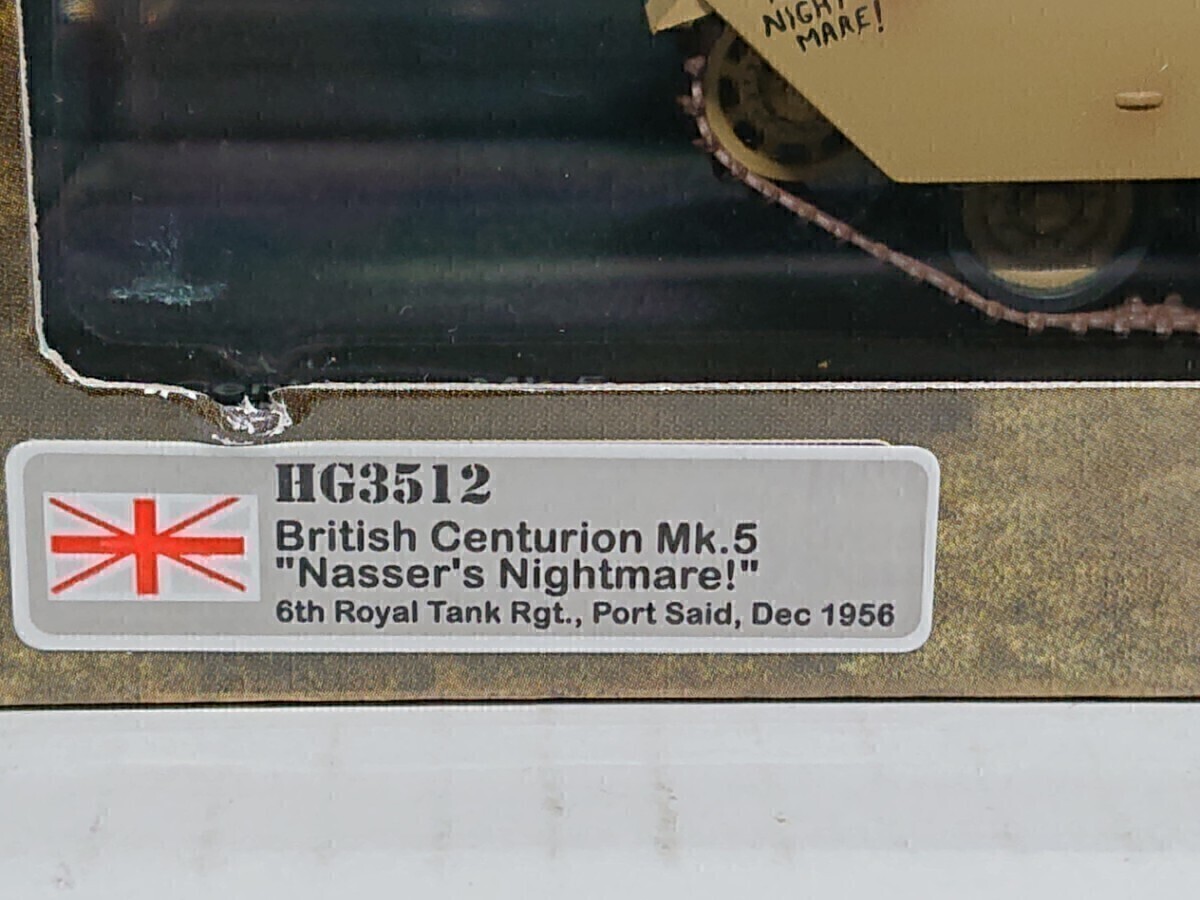 NIGHT
MARE!
HG3512
British Centurion Mk.5
"Nasser's Nightmare!"
6th Royal Tank Rgt., Port Said, Dec 1956